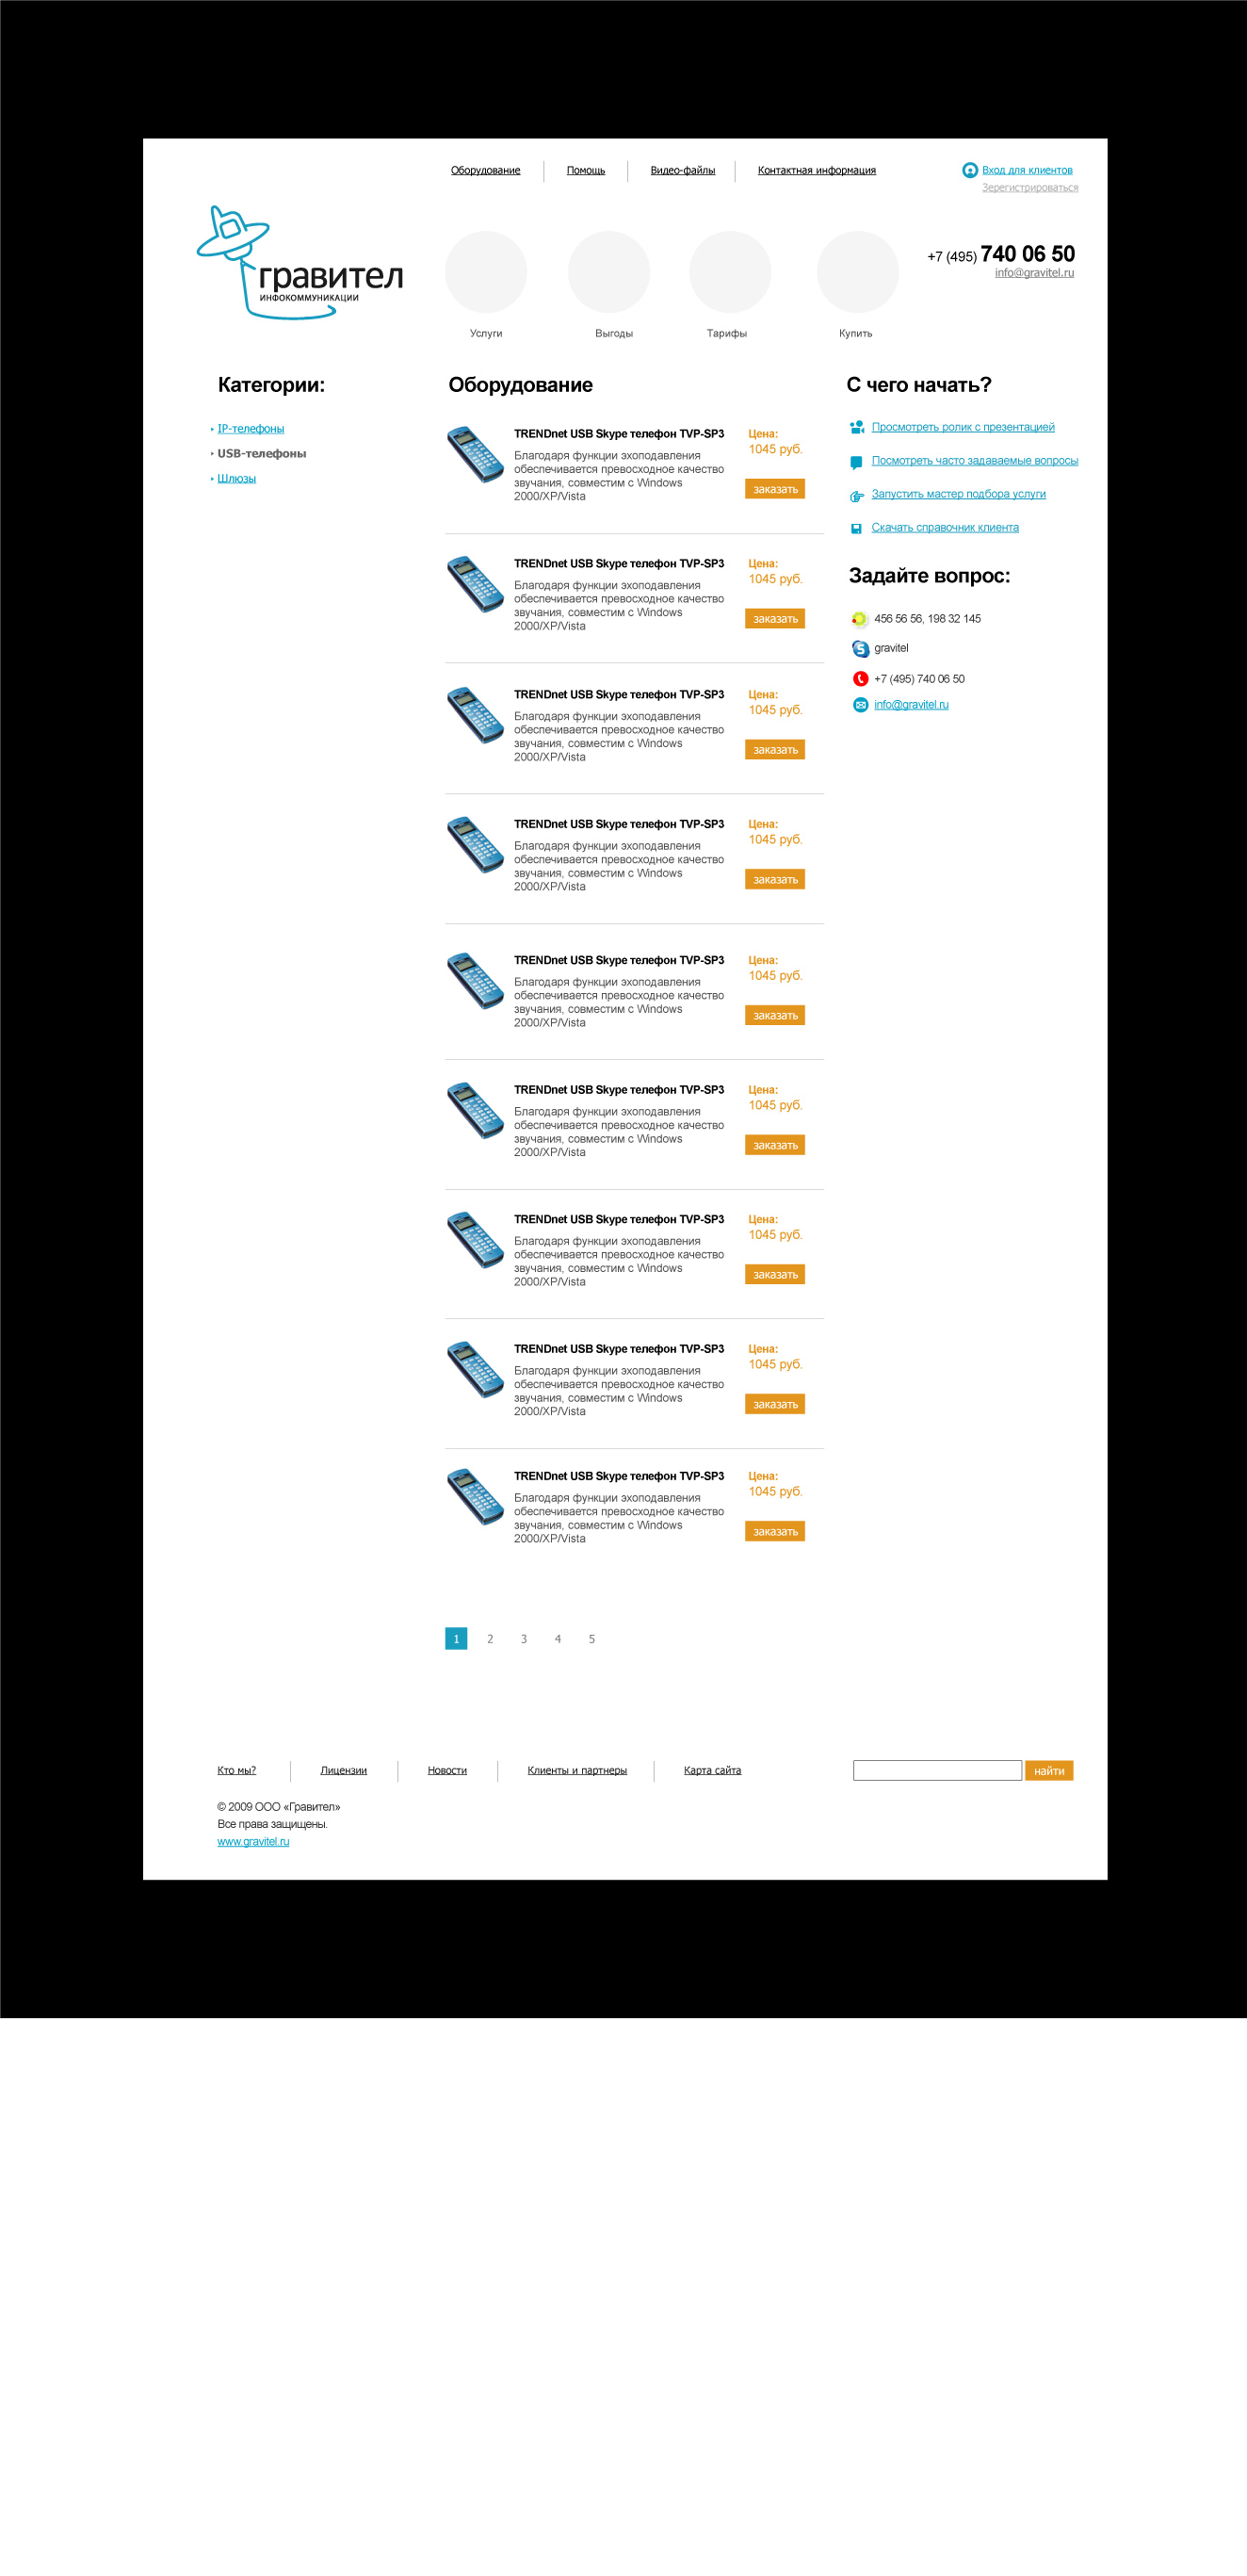 Оборудование
Помощь
Видео-файлы
Контактная информация
Вход для клиентов
Зерегистрироваться
гравител
ИНФОКОММУНИКАЦИИ
Услуги
Выгоды
Тарифы
Купить
+7 (495) 740 06 50
info@gravitel.ru
Категории:
IP-телефоны
USB-телефоны
Шлюзы
Оборудование
TRENDnet USB Skype телефон TVP-SP3
Благодаря функции эхоподавления
обеспечивается превосходное качество
звучания, совместим с Windows
2000/XP/Vista
Цена:
1045 руб.
заказать
TRENDnet USB Skype телефон TVP-SP3
Благодаря функции эхоподавления
обеспечивается превосходное качество
звучания, совместим с Windows
2000/XP/Vista
Цена:
1045 руб.
заказать
TRENDnet USB Skype телефон TVP-SP3
Благодаря функции эхоподавления
обеспечивается превосходное качество
звучания, совместим с Windows
2000/XP/Vista
Цена:
1045 руб.
заказать
TRENDnet USB Skype телефон TVP-SP3
Благодаря функции эхоподавления
обеспечивается превосходное качество
звучания, совместим с Windows
2000/XP/Vista
Цена:
1045 руб.
заказать
TRENDnet USB Skype телефон TVP-SP3
Благодаря функции эхоподавления
обеспечивается превосходное качество
звучания, совместим с Windows
2000/XP/Vista
Цена:
1045 руб.
заказать
TRENDnet USB Skype телефон TVP-SP3
Благодаря функции эхоподавления
обеспечивается превосходное качество
звучания, совместим с Windows
2000/XP/Vista
Цена:
1045 руб.
заказать
TRENDnet USB Skype телефон TVP-SP3
Благодаря функции эхоподавления
обеспечивается превосходное качество
звучания, совместим с Windows
2000/XP/Vista
Цена:
1045 руб.
заказать
TRENDnet USB Skype телефон TVP-SP3
Благодаря функции эхоподавления
обеспечивается превосходное качество
звучания, совместим с Windows
2000/XP/Vista
Цена:
1045 руб.
заказать
TRENDnet USB Skype телефон TVP-SP3
Благодаря функции эхоподавления
обеспечивается превосходное качество
звучания, совместим с Windows
2000/XP/Vista
Цена:
1045 руб.
заказать
1 2 3 4 5
С чего начать?
Просмотреть ролик с презентацией
Посмотреть часто задаваемые вопросы
Запустить мастер подбора услуги
Скачать справочник клиента
Задайте вопрос:
456 56 56, 198 32 145
gravitel
+7 (495) 740 06 50
info@gravitel.ru
Кто мы?
Лицензии
Новости
Клиенты и партнеры
Карта сайта
найти
© 2009 ООО «Гравител»
Все права защищены.
www.gravitel.ru